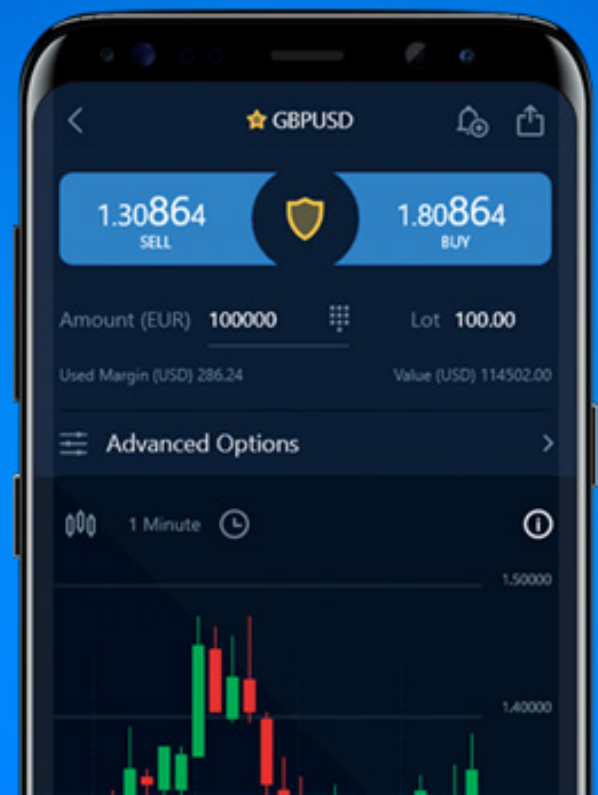 GBPUSD
1.30864 1.80864
SELL BUY
Amount (EUR) 100000 Lot 100.00
Used Margin (USD) 286.24 Value (USD) 114502.00
Advanced Options
1 Minute
1.50000
1.40000